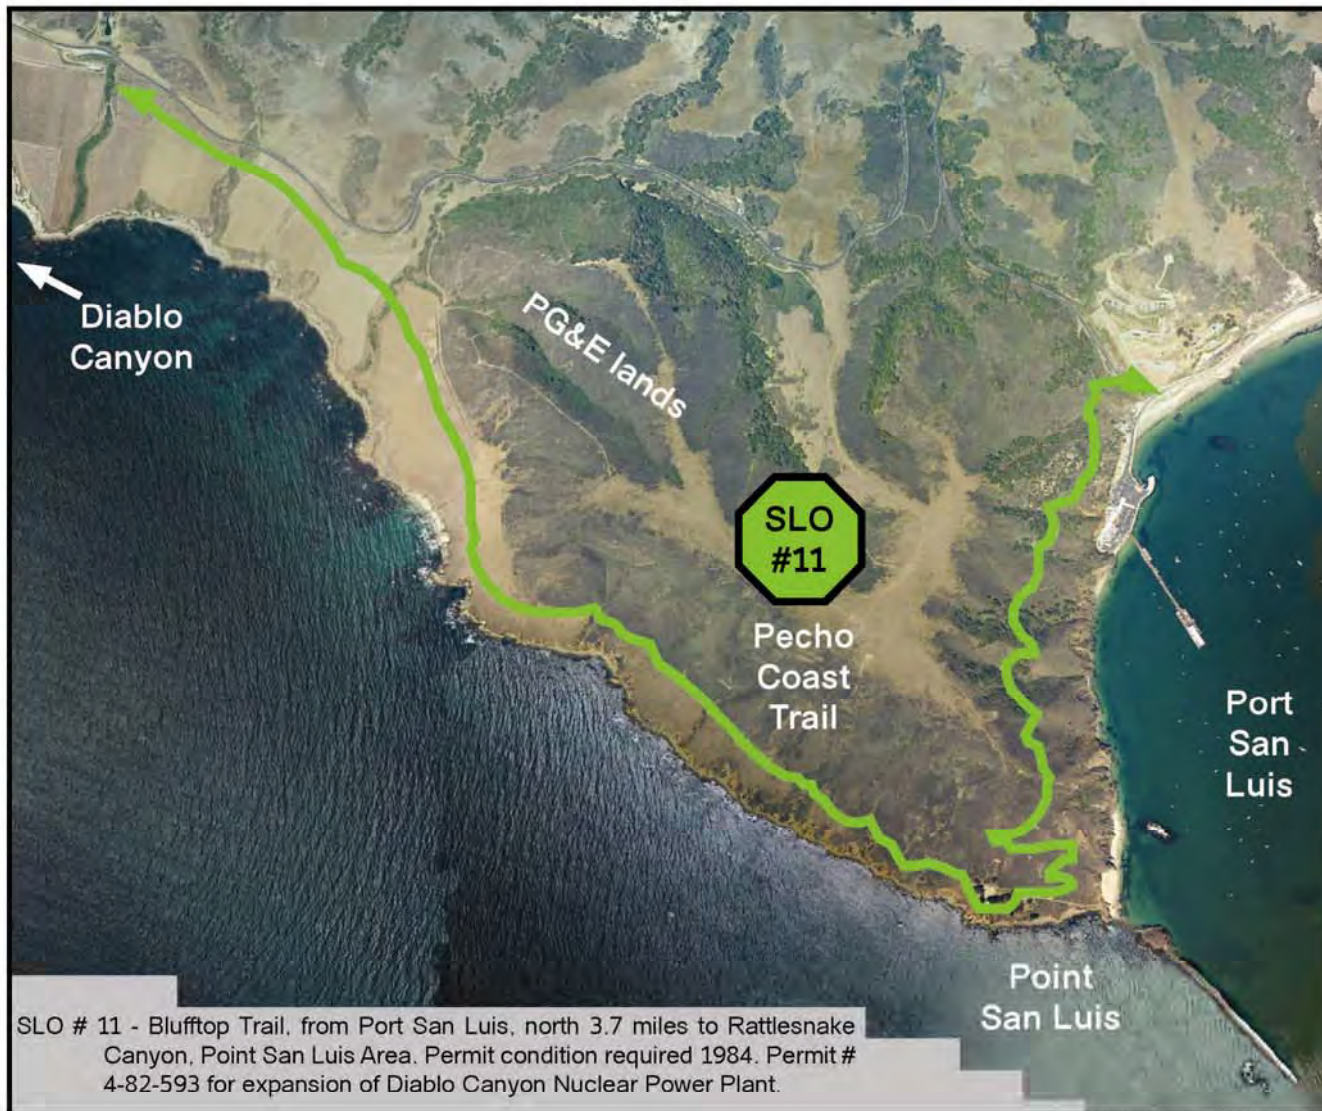 Diablo
Canyon
PG&E lands
SLO
#11
Pecho
Coast
Trail
Port
San
Luis
Point
San Luis
SLO # 11 - Blufftop Trail, from Port San Luis, north 3.7 miles to Rattlesnake
Canyon, Point San Luis Area. Permit condition required 1984. Permit #
4-82-593 for expansion of Diablo Canyon Nuclear Power Plant.